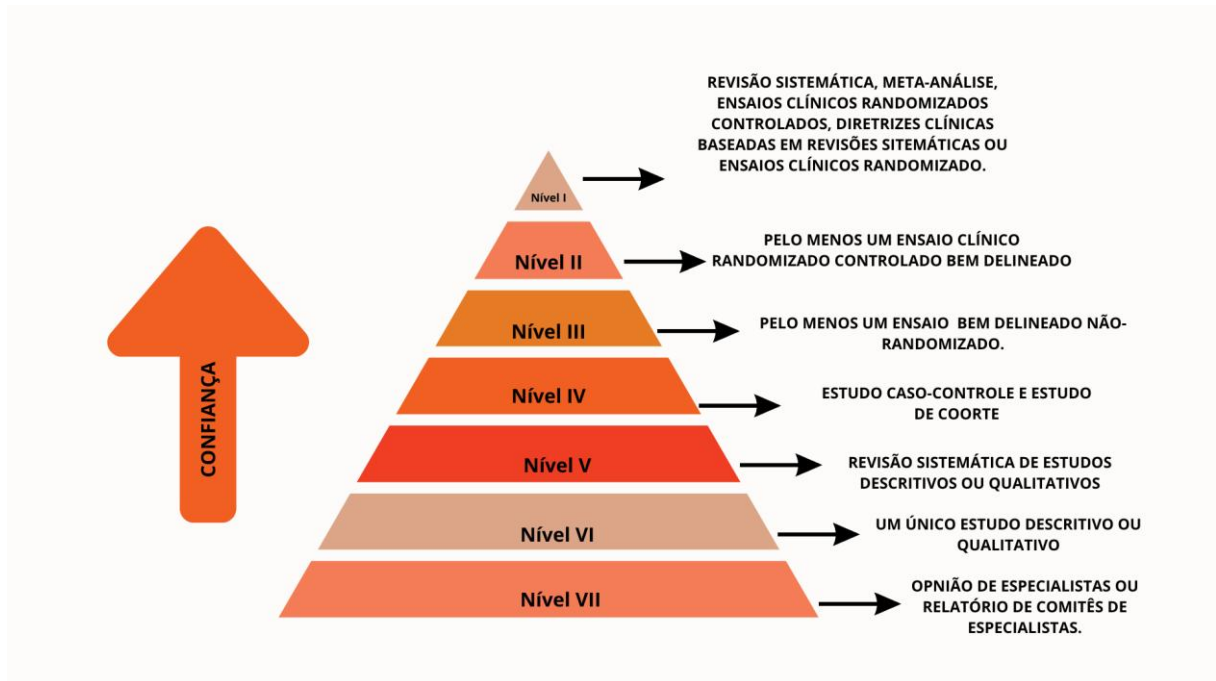 REVISÃO SISTEMÁTICA, META-ANÁLISE,
ENSAIOS CLÍNICOS RANDOMIZADOS
CONTROLADOS, DIRETRIZES CLÍNICAS
BASEADAS EM REVISÕES SITEMÁTICAS OU
ENSAIOS CLÍNICOS RANDOMIZADO.
Nível I
Nível II
PELO MENOS UM ENSAIO CLÍNICO
RANDOMIZADO CONTROLADO BEM DELINEADO
Nível III
PELO MENOS UM ENSAIO BEM DELINEADO NÃO-
RANDOMIZADO.
Nível IV
ESTUDO CASO-CONTROLE E ESTUDO
DE COORTE
Nível V
REVISÃO SISTEMÁTICA DE ESTUDOS
DESCRITIVOS OU QUALITATIVOS
Nível VI
UM ÚNICO ESTUDO DESCRITIVO OU
QUALITATIVO
Nível VII
OPNIÃO DE ESPECIALISTAS OU
RELATÓRIO DE COMITÊS DE
ESPECIALISTAS.
CONFIANÇA